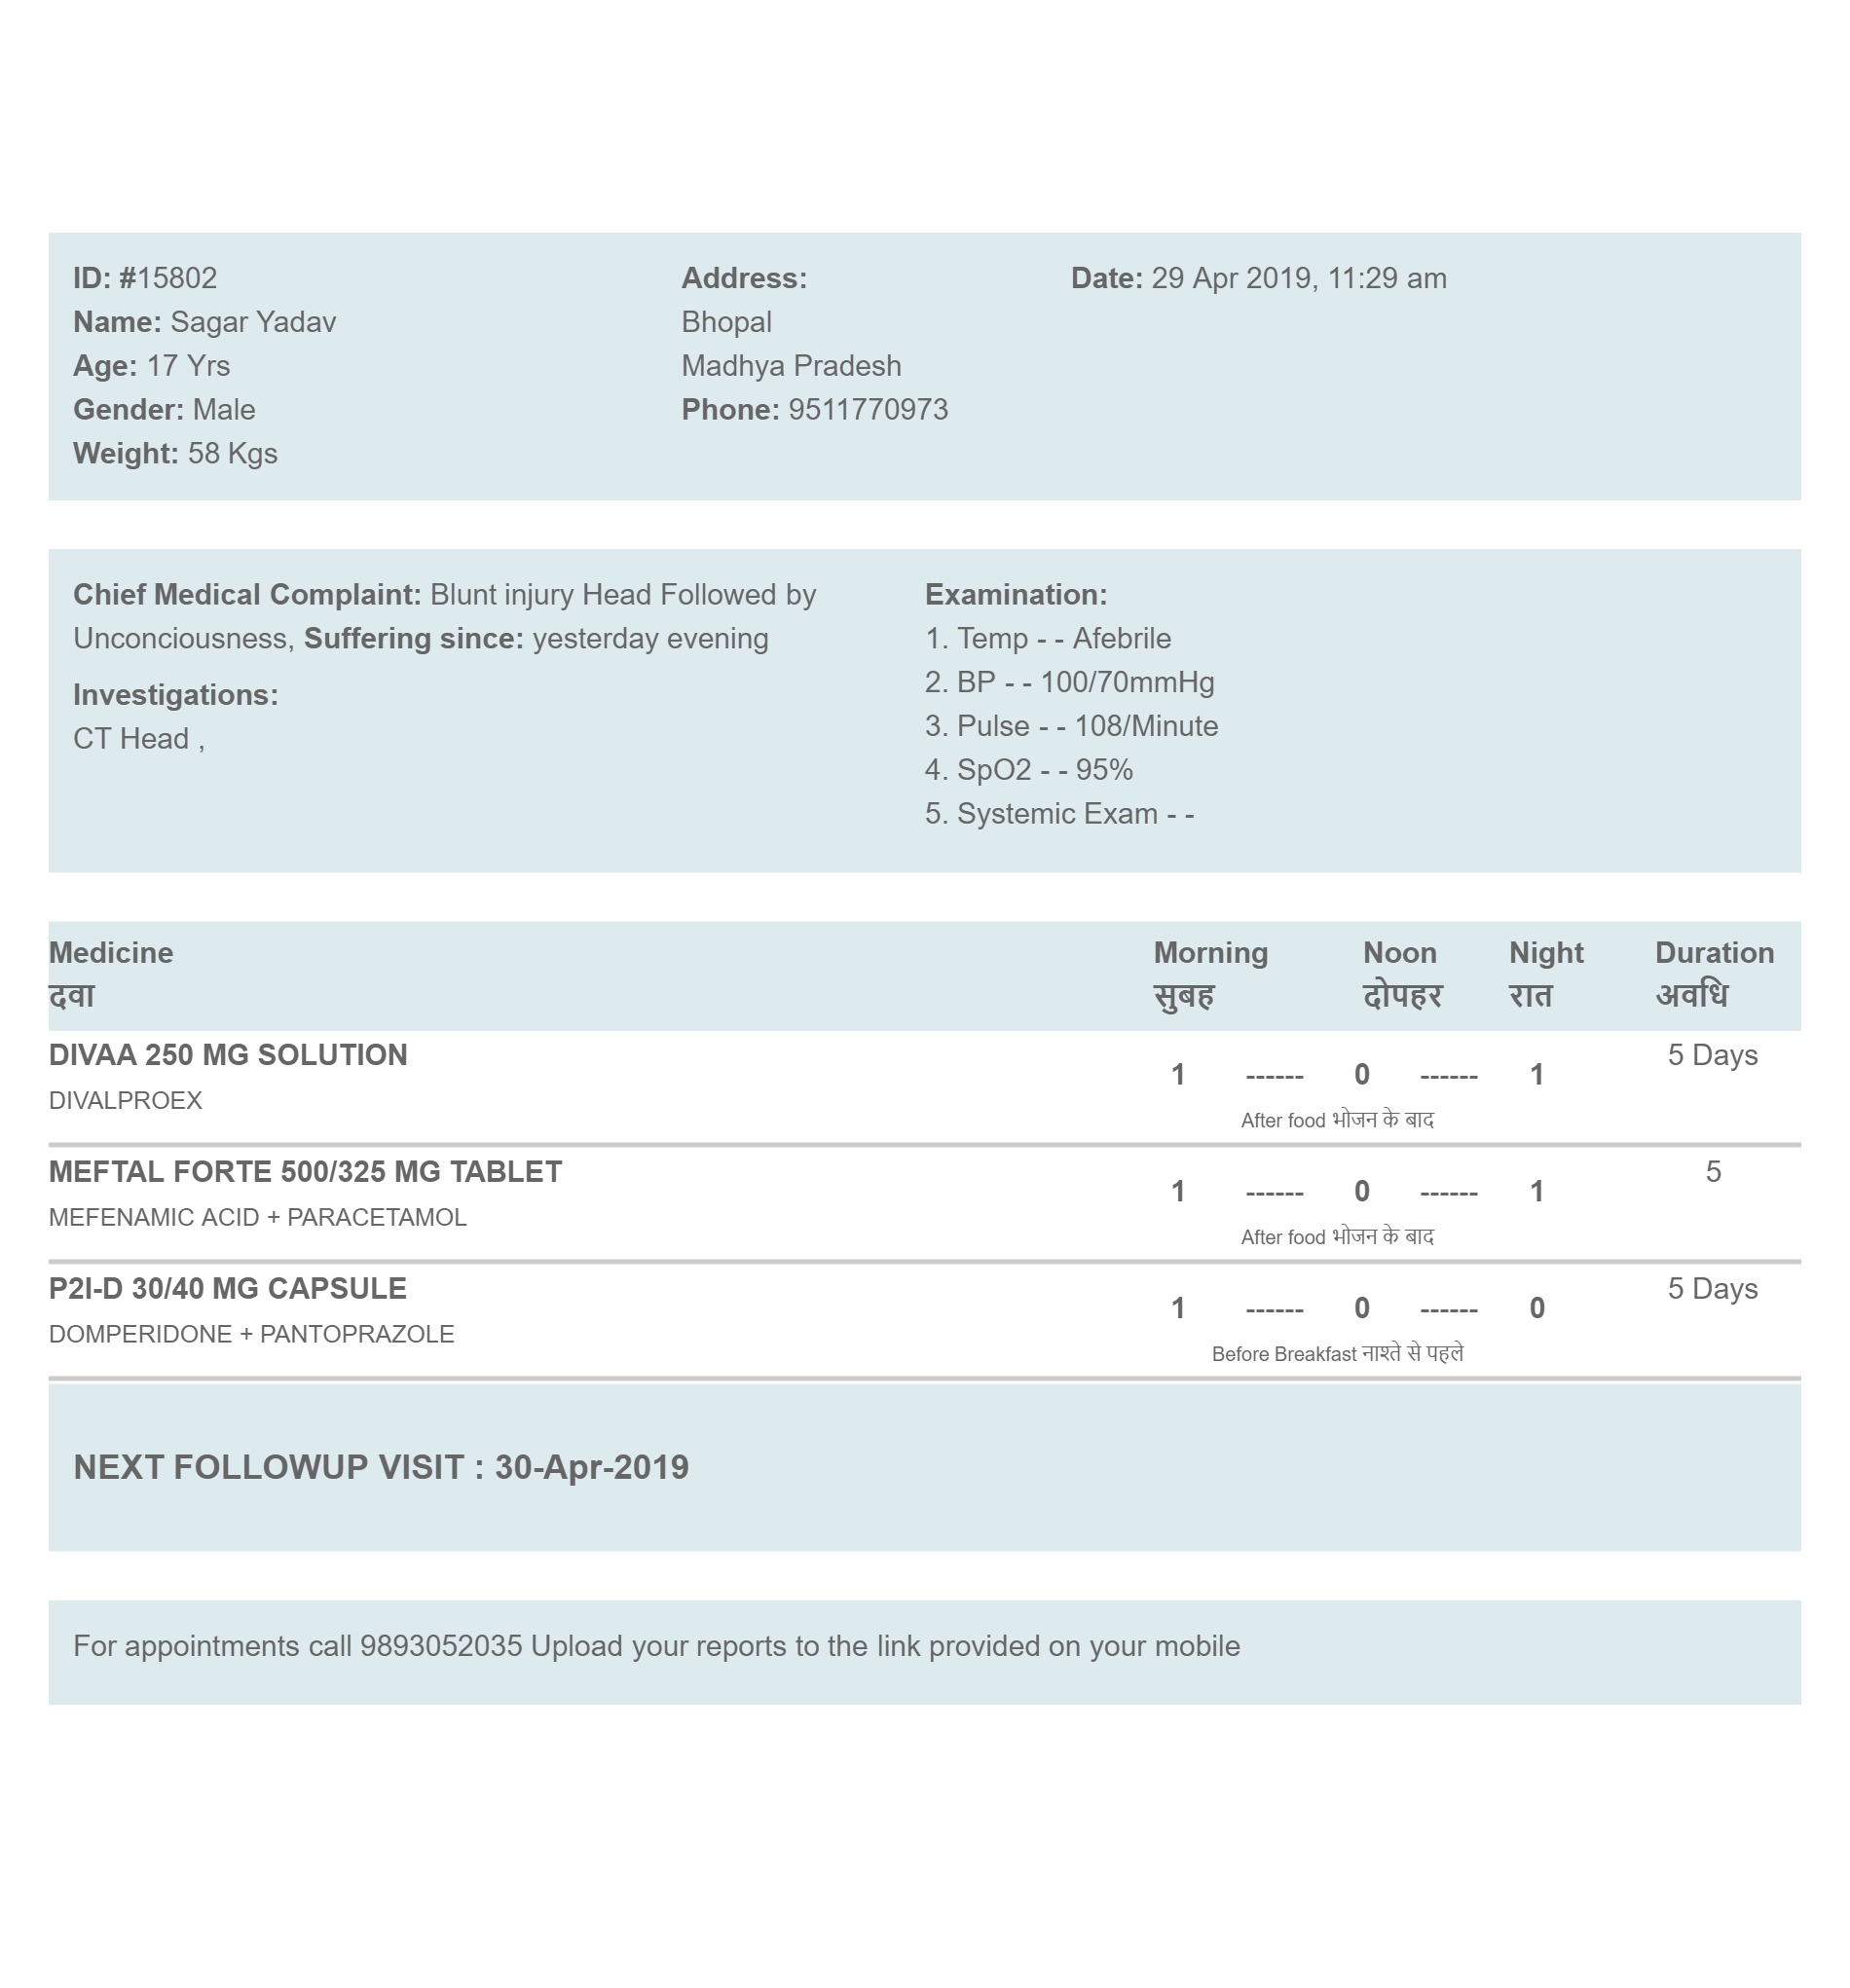 ID: #15802
Name: Sagar Yadav
Age: 17 Yrs
Gender: Male
Weight: 58 Kgs
Address:
Bhopal
Madhya Pradesh
Phone: 9511770973
Date: 29 Apr 2019, 11:29 am
Chief Medical Complaint: Blunt injury Head Followed by
Unconciousness, Suffering since: yesterday evening
Investigations:
CT Head ,
Examination:
1. Temp - - Afebrile
2. BP - - 100/70mmHg
3. Pulse - - 108/Minute
4. SpO2 - - 95%
5. Systemic Exam - -
Medicine Morning Noon Night Duration
दवा सुबह दोपहर रात अवधि
DIVAA 250 MG SOLUTION 1 ------ 0 ------ 1 5 Days
DIVALPROEX After food भोजन के बाद
MEFTAL FORTE 500/325 MG TABLET 1 ------ 0 ------ 1 5
MEFENAMIC ACID + PARACETAMOL After food भोजन के बाद
P2I-D 30/40 MG CAPSULE 1 ------ 0 ------ 0 5 Days
DOMPERIDONE + PANTOPRAZOLE Before Breakfast नाश्ते से पहले
NEXT FOLLOWUP VISIT : 30-Apr-2019
For appointments call 9893052035 Upload your reports to the link provided on your mobile